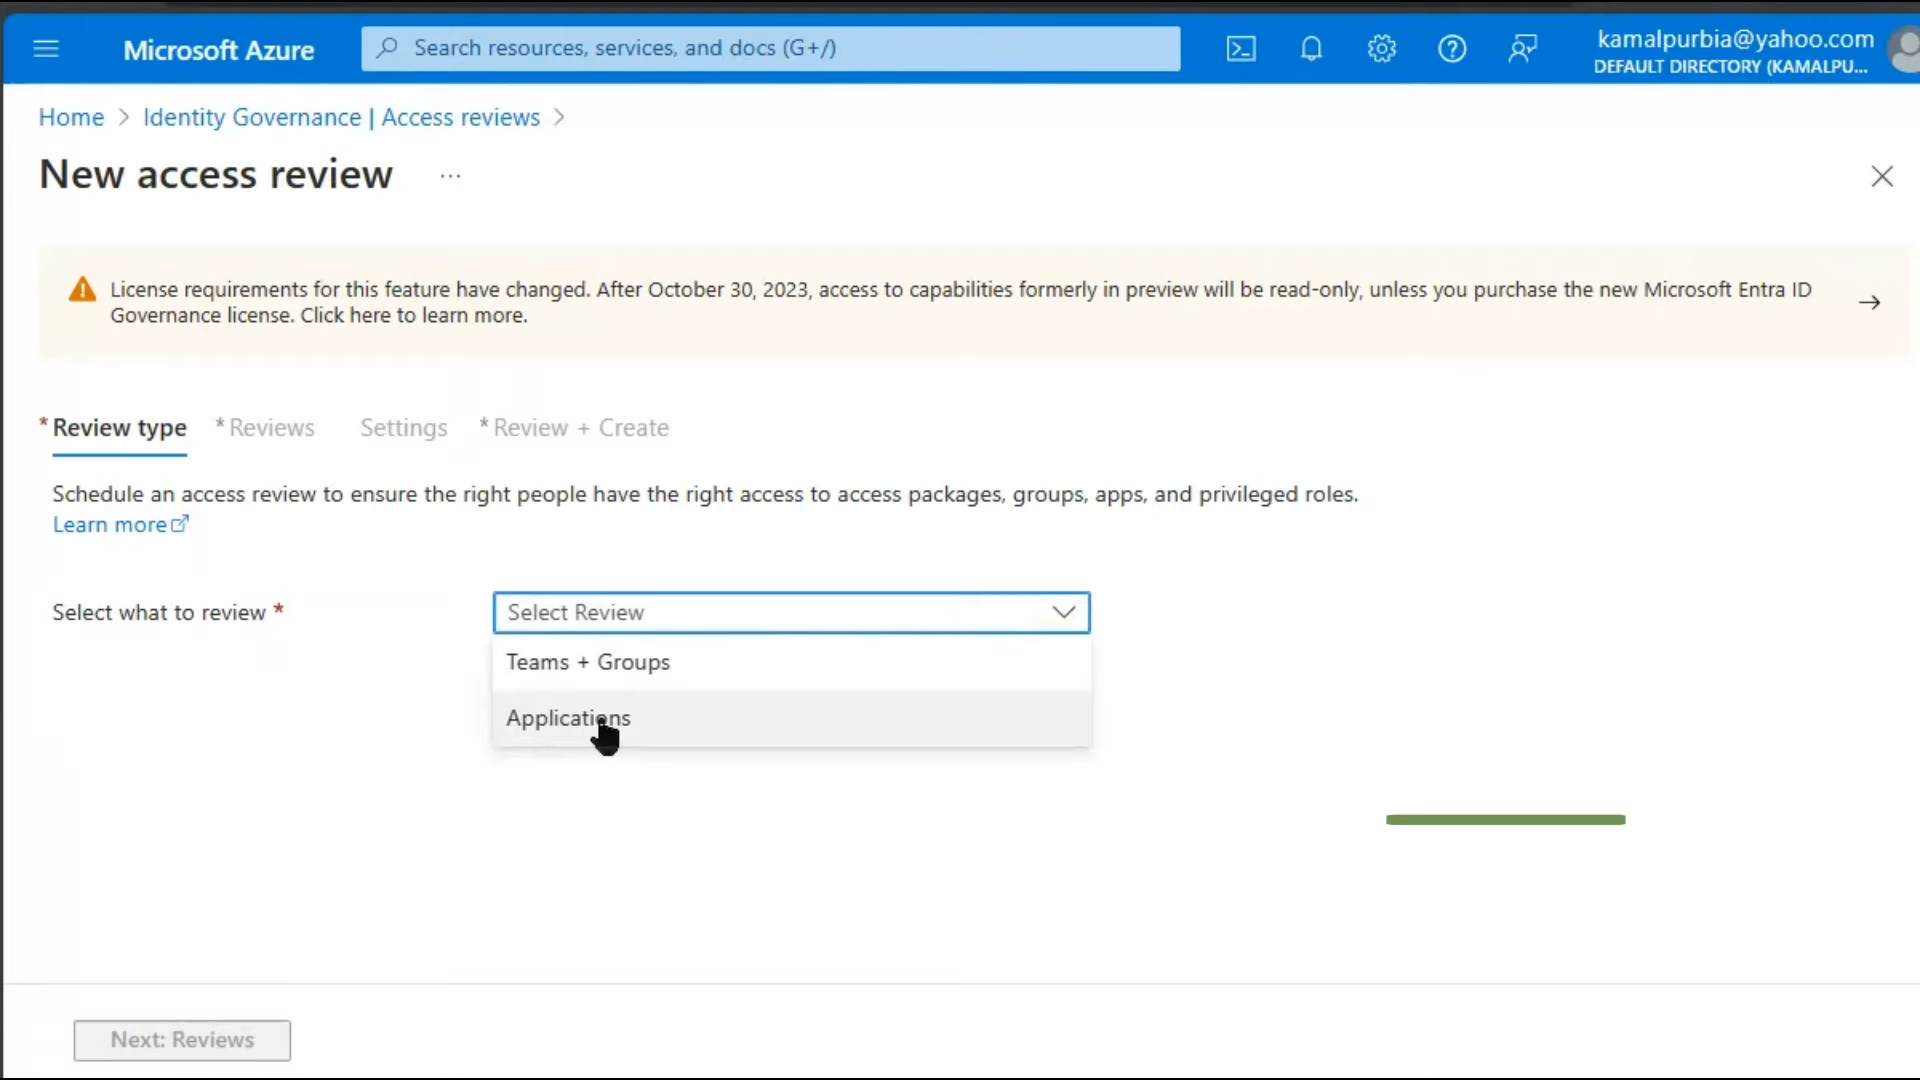 Microsoft Azure
Search resources, services, and docs (G+/)
kamalpurbia@yahoo.com
DEFAULT DIRECTORY (KAMALPU...
Home > Identity Governance | Access reviews >
New access review ...
License requirements for this feature have changed. After October 30, 2023, access to capabilities formerly in preview will be read-only, unless you purchase the new Microsoft Entra ID
Governance license. Click here to learn more.
* Review type * Reviews Settings * Review + Create
Schedule an access review to ensure the right people have the right access to access packages, groups, apps, and privileged roles.
Learn more
Select what to review *
Select Review
Teams + Groups
Applications
Next: Reviews